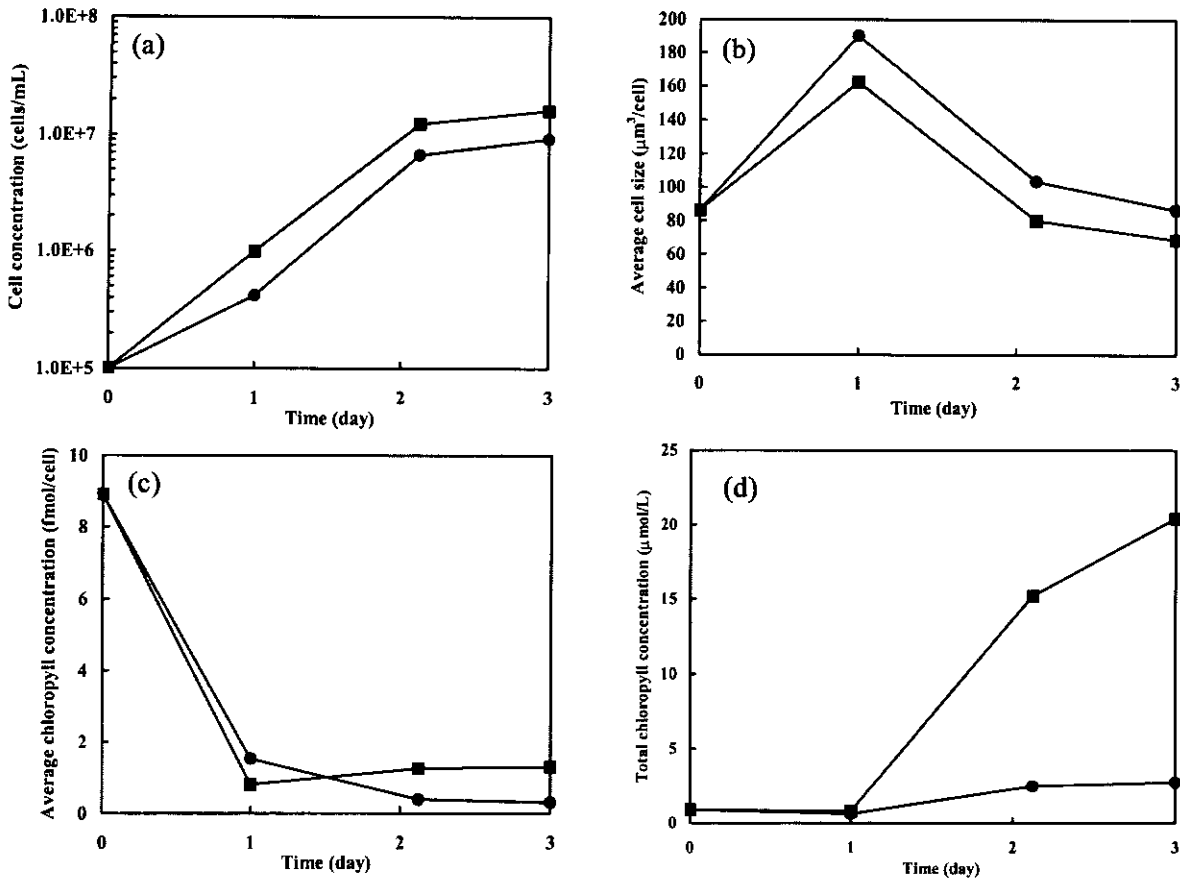 (a)
Cell concentration (cells/mL)
1.0E+8
1.0E+7
1.0E+6
1.0E+5
0
1
2
3
Time (day)
(b)
Average cell size (μm³/cell)
200
180
160
140
120
100
80
60
40
20
0
0
1
2
3
Time (day)
(c)
Average chloropyll concentration (fmol/cell)
10
8
6
4
2
0
0
1
2
3
Time (day)
(d)
Total chloropyll concentration (μmol/L)
25
20
15
10
5
0
0
1
2
3
Time (day)